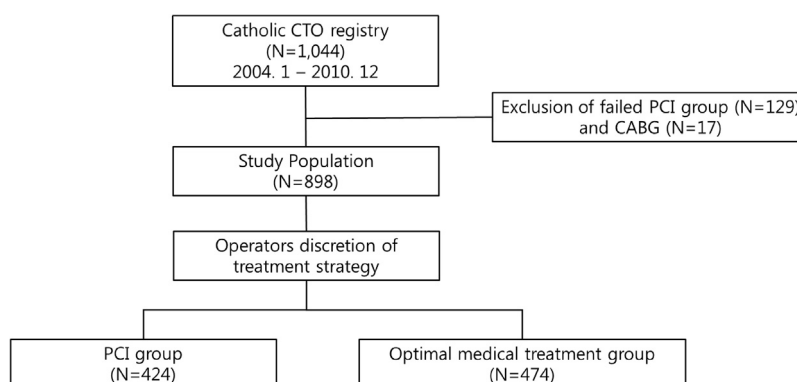 Catholic CTO registry
(N=1,044)
2004. 1 – 2010. 12
Exclusion of failed PCI group (N=129)
and CABG (N=17)
Study Population
(N=898)
Operators discretion of
treatment strategy
PCI group
(N=424)
Optimal medical treatment group
(N=474)